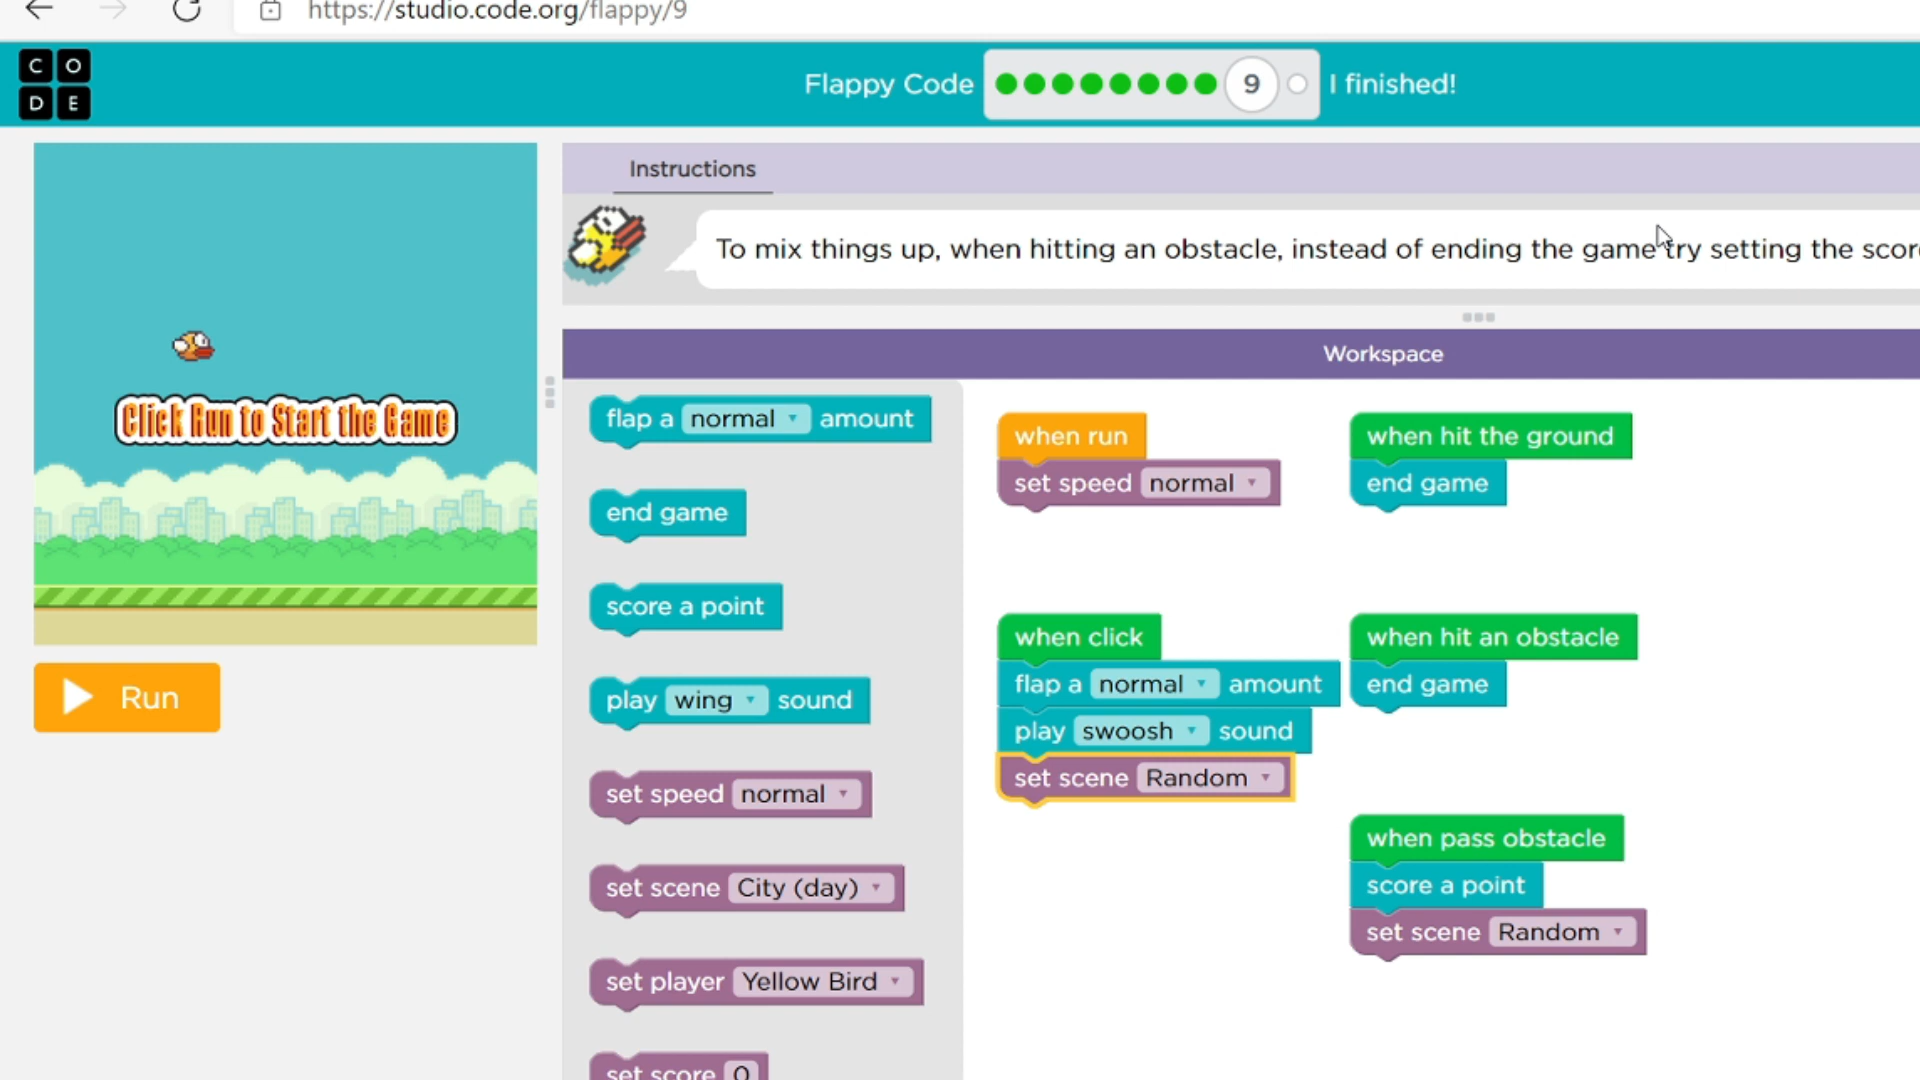 https://studio.code.org/flappy/9
C O
D E
Flappy Code
9
I finished!
Instructions
To mix things up, when hitting an obstacle, instead of ending the game try setting the scor
Click Run to Start the Game
Run
Workspace
flap a normal amount
end game
score a point
play wing sound
set speed normal
set scene City (day)
set player Yellow Bird
set score 0
when run
set speed normal
when click
flap a normal amount
play swoosh sound
set scene Random
when hit the ground
end game
when hit an obstacle
end game
when pass obstacle
score a point
set scene Random